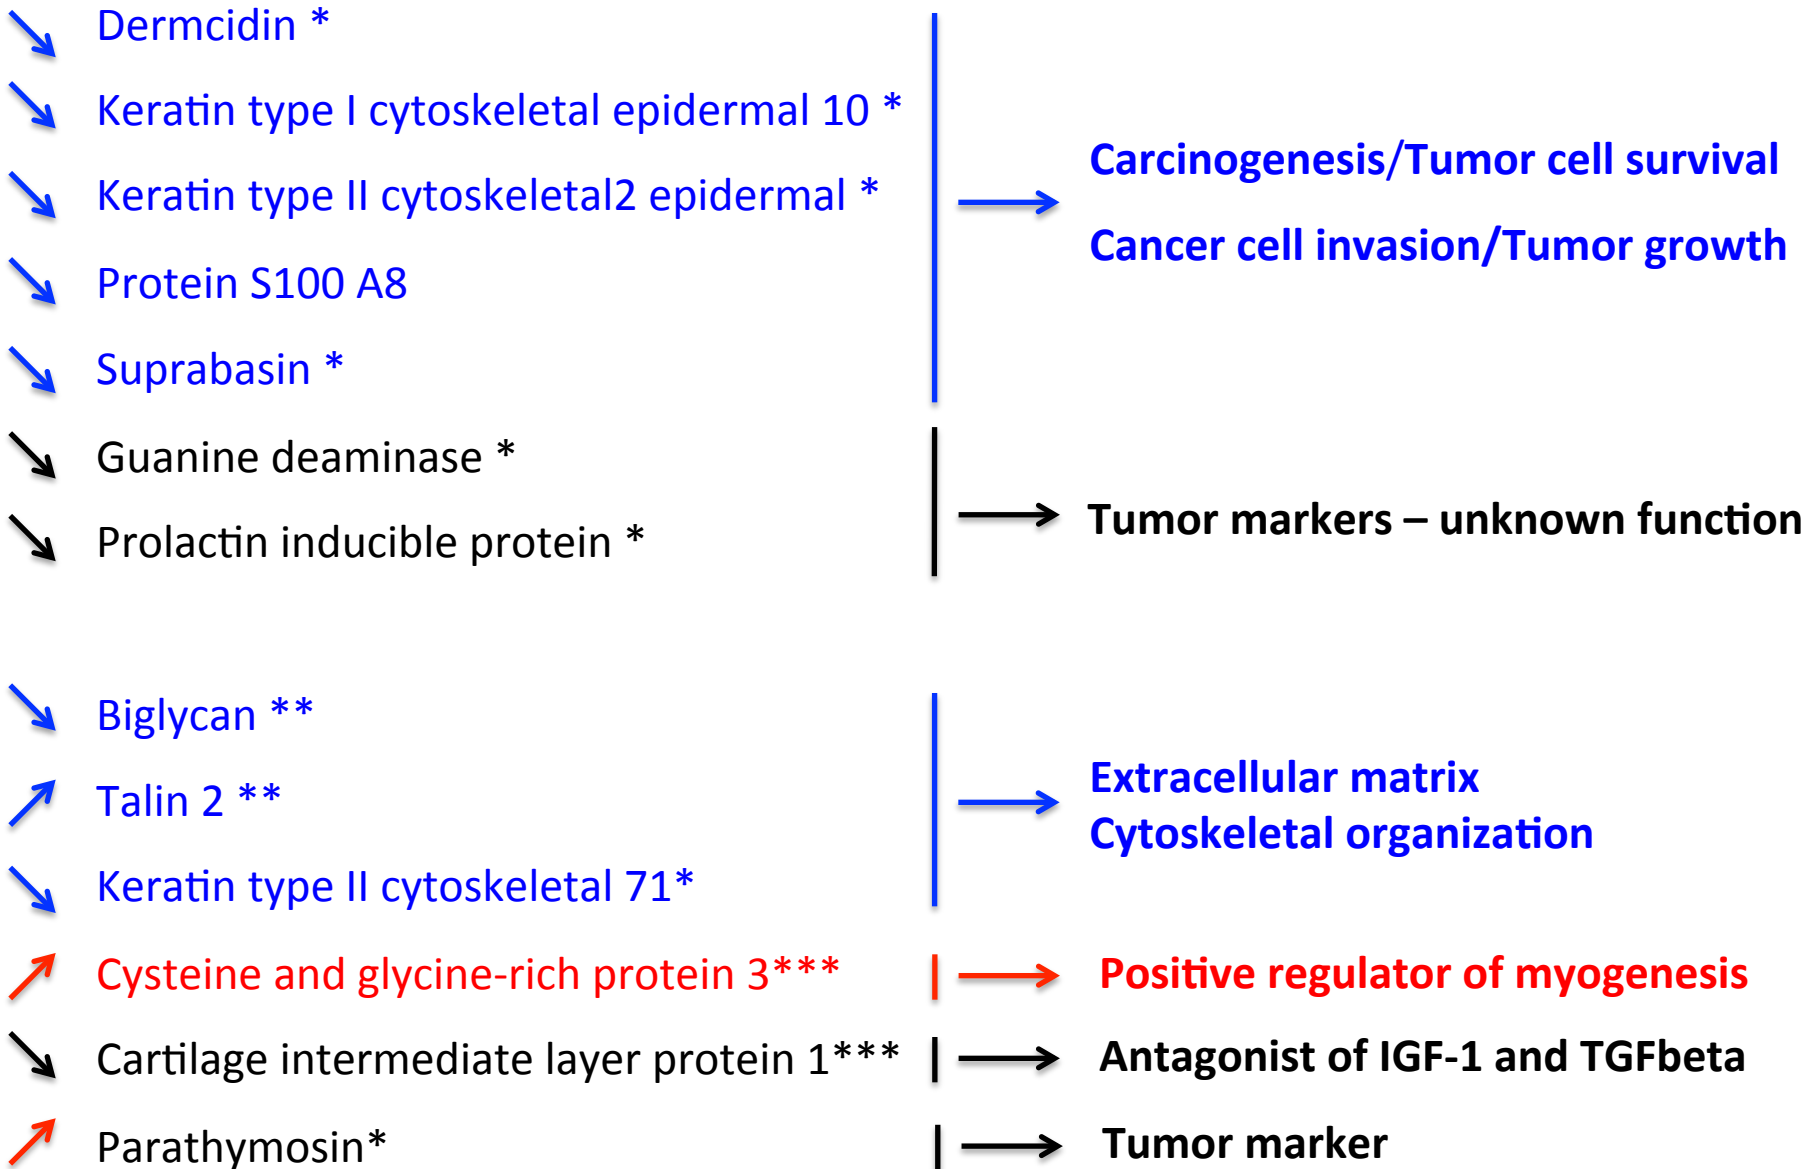 Dermcidin *
Keratin type I cytoskeletal epidermal 10 *
Keratin type II cytoskeletal2 epidermal *
Protein S100 A8
Suprabasin *
Carcinogenesis/Tumor cell survival
Cancer cell invasion/Tumor growth
Guanine deaminase *
Prolactin inducible protein *
Tumor markers – unknown function
Biglycan **
Talin 2 **
Keratin type II cytoskeletal 71*
Extracellular matrix
Cytoskeletal organization
Cysteine and glycine-rich protein 3***
Positive regulator of myogenesis
Cartilage intermediate layer protein 1***
Antagonist of IGF-1 and TGFbeta
Parathymosin*
Tumor marker